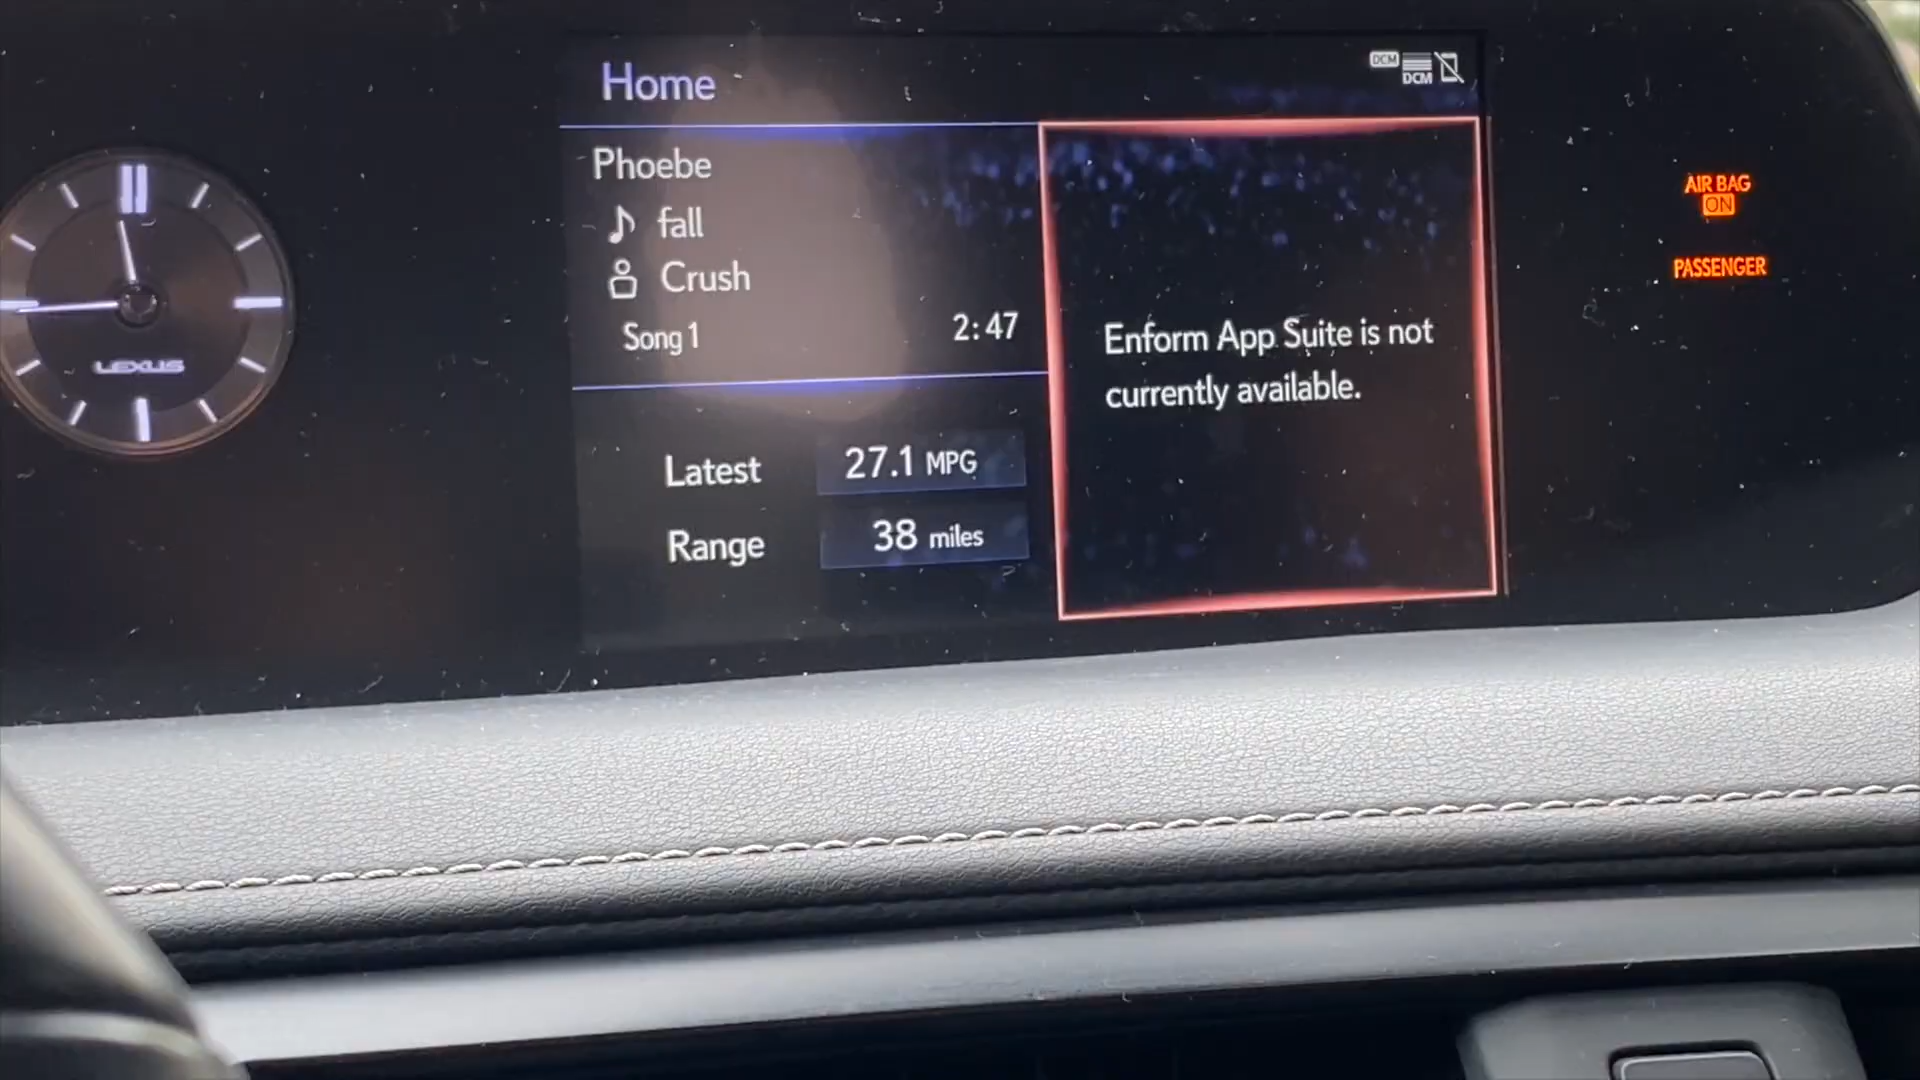 Home
DCM
DCM
Phoebe
fall
Crush
Song 1
2:47
Latest
27.1 MPG
Range
38 miles
Enform App Suite is not
currently available.
AIR BAG
ON
PASSENGER
LEXUS